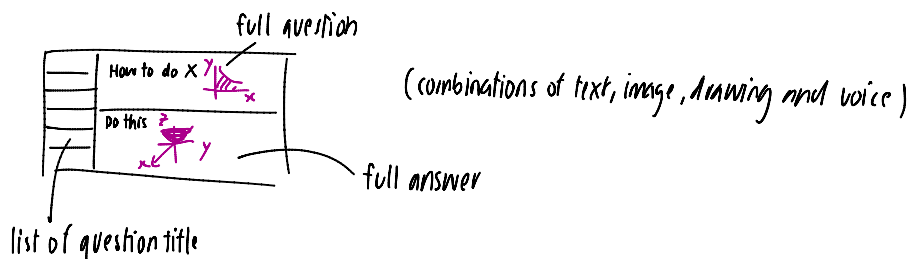 full question
How to do X
y
x
(combinations of text, image, drawing and voice)
Do this
z
y
x
full answer
list of question title